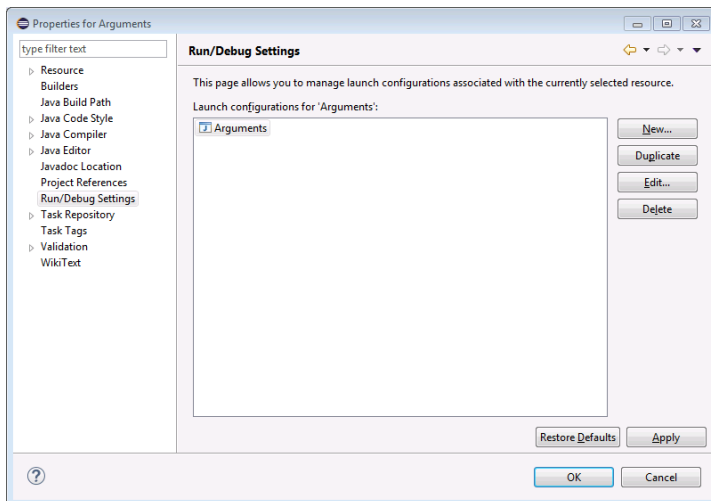 Properties for Arguments
type filter text
Resource
Builders
Java Build Path
Java Code Style
Java Compiler
Java Editor
Javadoc Location
Project References
Run/Debug Settings
Task Repository
Task Tags
Validation
WikiText
Run/Debug Settings
This page allows you to manage launch configurations associated with the currently selected resource.
Launch configurations for 'Arguments':
Arguments
New...
Duplicate
Edit...
Delete
Restore Defaults
Apply
?
OK
Cancel